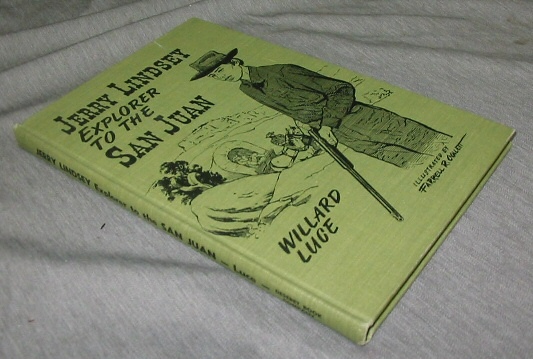 JERRY LINDSEY
EXPLORER
TO THE
SAN JUAN
WILLARD
LUCE
ILLUSTRATED BY
FARRELL R.
JERRY LINDSEY Explorer to the SAN JUAN Luce